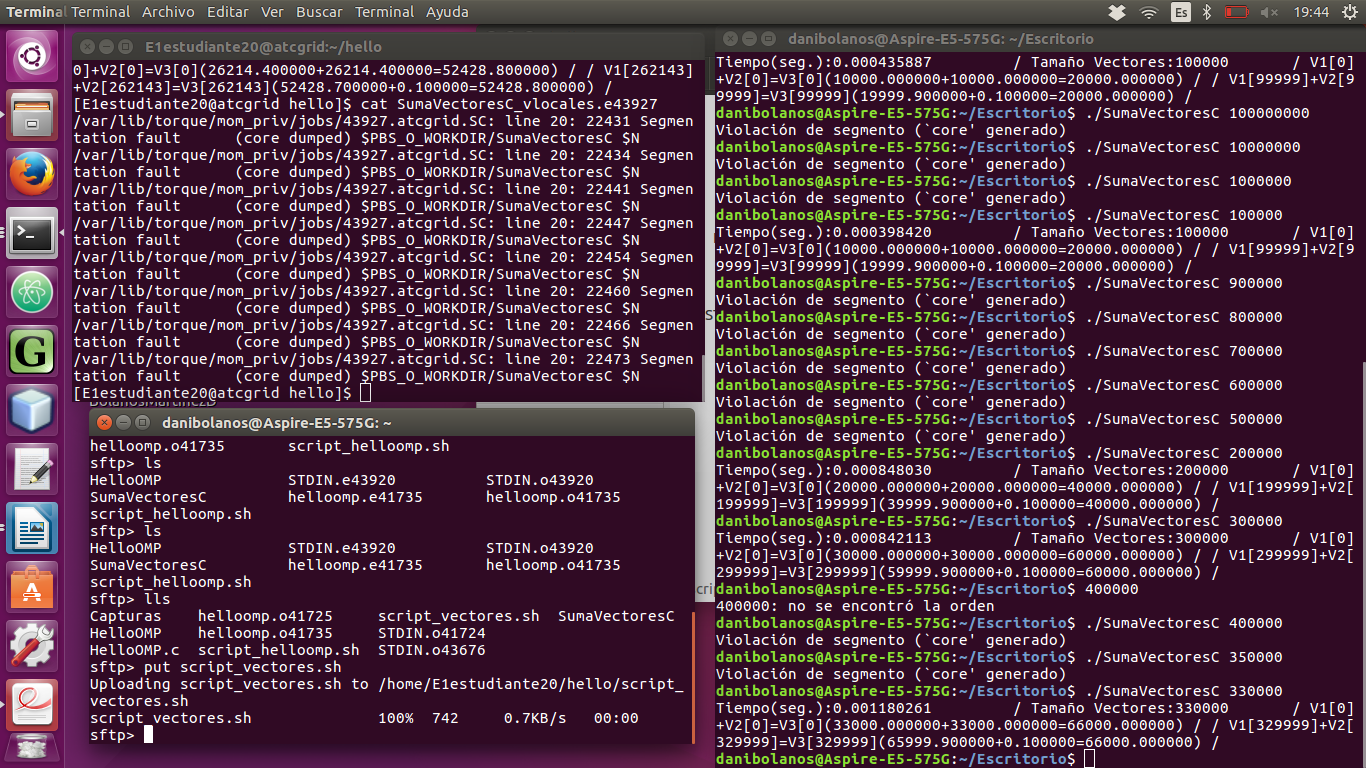 Terminal Terminal Archivo Editar Ver Buscar Terminal Ayuda
Es
19:44
E1estudiante20@atcgrid:~/hello
0]+V2[0]=V3[0](26214.400000+26214.400000=52428.800000) / / V1[262143]
+V2[262143]=V3[262143](52428.700000+0.100000=52428.800000) /
[E1estudiante20@atcgrid hello]$ cat SumaVectoresC_vlocales.e43927
/var/lib/torque/mom_priv/jobs/43927.atcgrid.SC: line 20: 22431 Segmen
tation fault (core dumped) $PBS_O_WORKDIR/SumaVectoresC $N
/var/lib/torque/mom_priv/jobs/43927.atcgrid.SC: line 20: 22434 Segmen
tation fault (core dumped) $PBS_O_WORKDIR/SumaVectoresC $N
/var/lib/torque/mom_priv/jobs/43927.atcgrid.SC: line 20: 22441 Segmen
tation fault (core dumped) $PBS_O_WORKDIR/SumaVectoresC $N
/var/lib/torque/mom_priv/jobs/43927.atcgrid.SC: line 20: 22447 Segmen
tation fault (core dumped) $PBS_O_WORKDIR/SumaVectoresC $N
/var/lib/torque/mom_priv/jobs/43927.atcgrid.SC: line 20: 22454 Segmen
tation fault (core dumped) $PBS_O_WORKDIR/SumaVectoresC $N
/var/lib/torque/mom_priv/jobs/43927.atcgrid.SC: line 20: 22460 Segmen
tation fault (core dumped) $PBS_O_WORKDIR/SumaVectoresC $N
/var/lib/torque/mom_priv/jobs/43927.atcgrid.SC: line 20: 22466 Segmen
tation fault (core dumped) $PBS_O_WORKDIR/SumaVectoresC $N
/var/lib/torque/mom_priv/jobs/43927.atcgrid.SC: line 20: 22473 Segmen
tation fault (core dumped) $PBS_O_WORKDIR/SumaVectoresC $N
[E1estudiante20@atcgrid hello]$
danibolanos@Aspire-E5-575G: ~
helloomp.o41735 script_helloomp.sh
sftp> ls
HelloOMP STDIN.e43920 STDIN.o43920
SumaVectoresC helloomp.e41735 helloomp.o41735
script_helloomp.sh
sftp> ls
HelloOMP STDIN.e43920 STDIN.o43920
SumaVectoresC helloomp.e41735 helloomp.o41735
script_helloomp.sh
sftp> lls
Capturas helloomp.o41725 script_vectores.sh SumaVectoresC
HelloOMP helloomp.o41735 STDIN.o41724
HelloOMP.c script_helloomp.sh STDIN.o43676
sftp> put script_vectores.sh
Uploading script_vectores.sh to /home/E1estudiante20/hello/script_
vectores.sh
script_vectores.sh 100% 742 0.7KB/s 00:00
sftp>
danibolanos@Aspire-E5-575G: ~/Escritorio
Tiempo(seg.):0.000435887 / Tamaño Vectores:100000 / V1[0]
+V2[0]=V3[0](10000.000000+10000.000000=20000.000000) / / V1[99999]+V2[9
9999]=V3[99999](19999.900000+0.100000=20000.000000) /
danibolanos@Aspire-E5-575G:~/Escritorio$ ./SumaVectoresC 100000000
Violación de segmento (`core' generado)
danibolanos@Aspire-E5-575G:~/Escritorio$ ./SumaVectoresC 10000000
Violación de segmento (`core' generado)
danibolanos@Aspire-E5-575G:~/Escritorio$ ./SumaVectoresC 1000000
Violación de segmento (`core' generado)
danibolanos@Aspire-E5-575G:~/Escritorio$ ./SumaVectoresC 100000
Tiempo(seg.):0.000398420 / Tamaño Vectores:100000 / V1[0]
+V2[0]=V3[0](10000.000000+10000.000000=20000.000000) / / V1[99999]+V2[9
9999]=V3[99999](19999.900000+0.100000=20000.000000) /
danibolanos@Aspire-E5-575G:~/Escritorio$ ./SumaVectoresC 900000
Violación de segmento (`core' generado)
danibolanos@Aspire-E5-575G:~/Escritorio$ ./SumaVectoresC 800000
Violación de segmento (`core' generado)
danibolanos@Aspire-E5-575G:~/Escritorio$ ./SumaVectoresC 700000
Violación de segmento (`core' generado)
danibolanos@Aspire-E5-575G:~/Escritorio$ ./SumaVectoresC 600000
Violación de segmento (`core' generado)
danibolanos@Aspire-E5-575G:~/Escritorio$ ./SumaVectoresC 500000
Violación de segmento (`core' generado)
danibolanos@Aspire-E5-575G:~/Escritorio$ ./SumaVectoresC 200000
Tiempo(seg.):0.000848030 / Tamaño Vectores:200000 / V1[0]
+V2[0]=V3[0](20000.000000+20000.000000=40000.000000) / / V1[199999]+V2[
199999]=V3[199999](39999.900000+0.100000=40000.000000) /
danibolanos@Aspire-E5-575G:~/Escritorio$ ./SumaVectoresC 300000
Tiempo(seg.):0.000842113 / Tamaño Vectores:300000 / V1[0]
+V2[0]=V3[0](30000.000000+30000.000000=60000.000000) / / V1[299999]+V2[
299999]=V3[299999](59999.900000+0.100000=60000.000000) /
danibolanos@Aspire-E5-575G:~/Escritorio$ 400000
400000: no se encontró la orden
danibolanos@Aspire-E5-575G:~/Escritorio$ ./SumaVectoresC 400000
Violación de segmento (`core' generado)
danibolanos@Aspire-E5-575G:~/Escritorio$ ./SumaVectoresC 350000
Violación de segmento (`core' generado)
danibolanos@Aspire-E5-575G:~/Escritorio$ ./SumaVectoresC 330000
Tiempo(seg.):0.001180261 / Tamaño Vectores:330000 / V1[0]
+V2[0]=V3[0](33000.000000+33000.000000=66000.000000) / / V1[329999]+V2[
329999]=V3[329999](65999.900000+0.100000=66000.000000) /
danibolanos@Aspire-E5-575G:~/Escritorio$